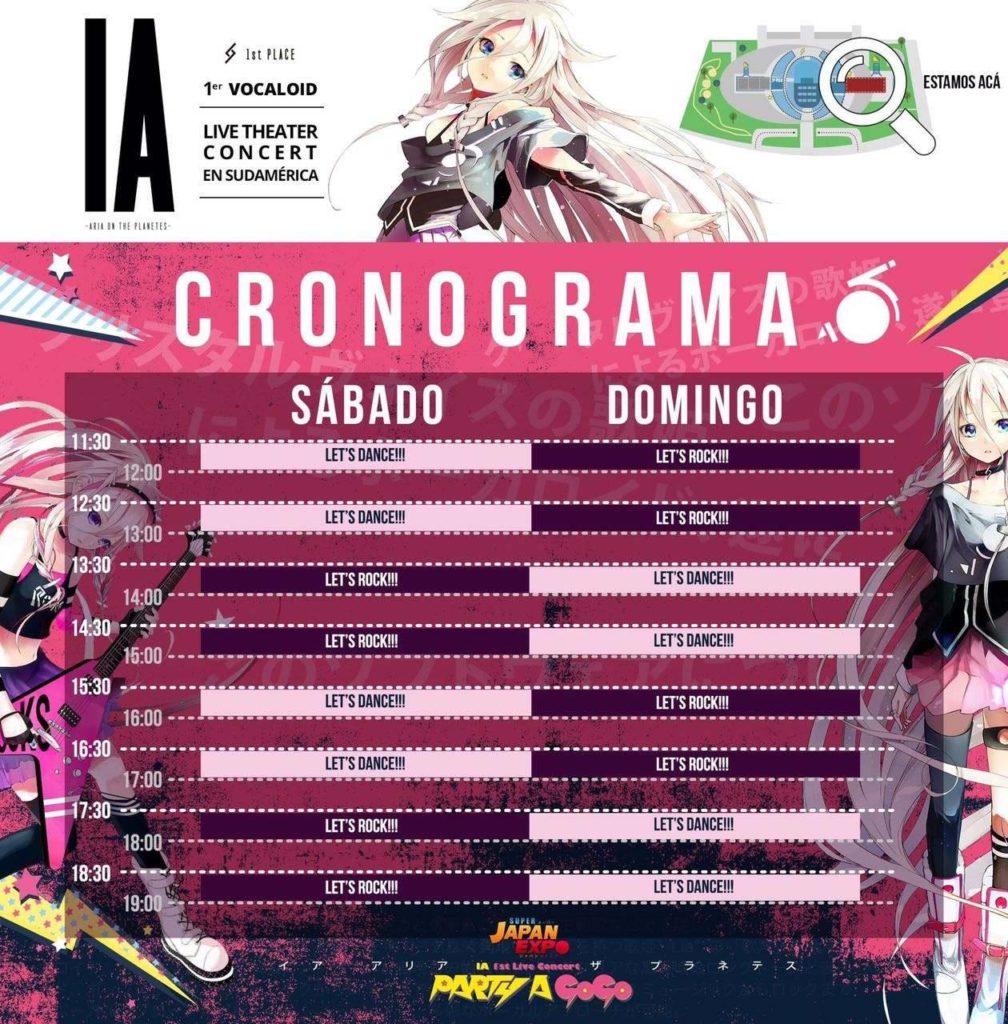 IA
-ARIA ON THE PLANETES-
1st PLACE
1er VOCALOID
LIVE THEATER
CONCERT
EN SUDAMÉRICA
ESTAMOS ACÁ
CRONOGRAMA
SÁBADO DOMINGO
11:30
LET'S DANCE!!! LET'S ROCK!!!
12:00
12:30
LET'S DANCE!!! LET'S ROCK!!!
13:00
13:30
LET'S ROCK!!! LET'S DANCE!!!
14:00
14:30
LET'S ROCK!!! LET'S DANCE!!!
15:00
15:30
LET'S DANCE!!! LET'S ROCK!!!
16:00
16:30
LET'S DANCE!!! LET'S ROCK!!!
17:00
17:30
LET'S ROCK!!! LET'S DANCE!!!
18:00
18:30
LET'S ROCK!!! LET'S DANCE!!!
19:00
SUPER
JAPAN
EXPO
イア アリア ザ プラネテス
IA 1st Live Concert
PARTY A GoGo